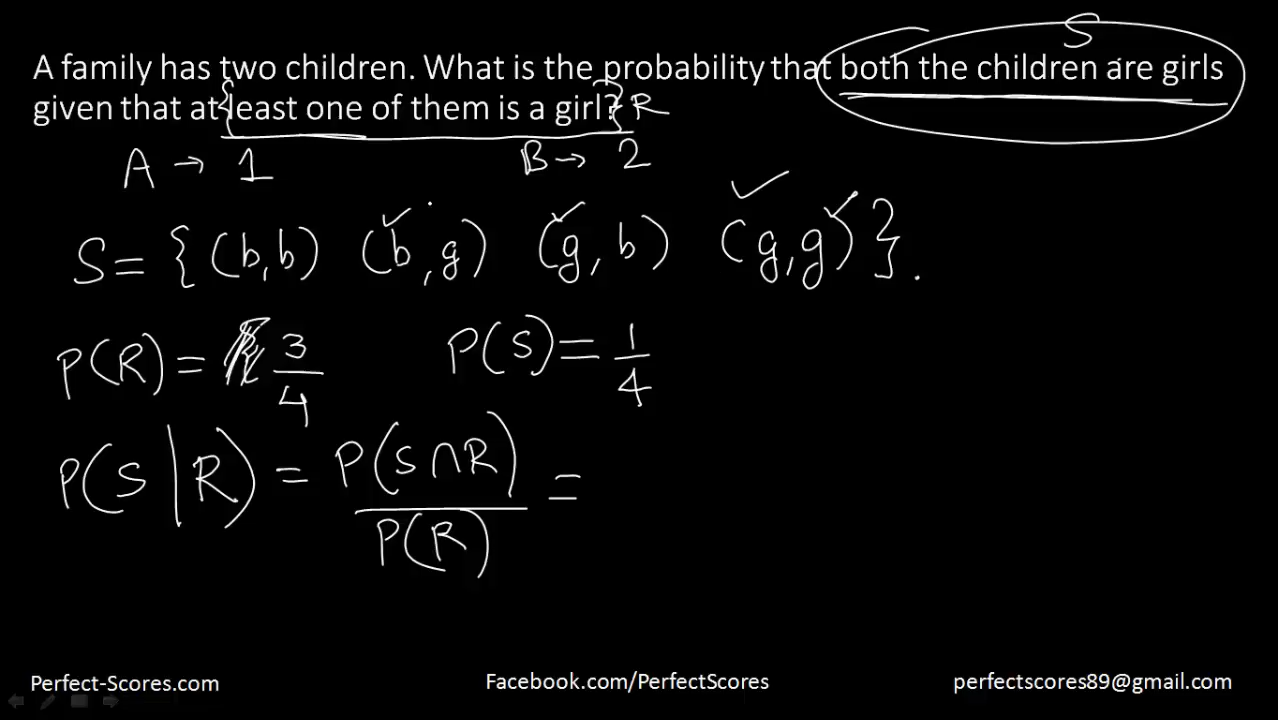 S
A family has two children. What is the probability that both the children are girls
given that at least one of them is a girl? R
A → 1 B → 2
S = { (b,b) (b,g) (g,b) (g,g) }.
P(R) = 3/4 P(S) = 1/4
P(S | R) = P(S ∩ R) / P(R) =
Perfect-Scores.com Facebook.com/PerfectScores perfectscores89@gmail.com